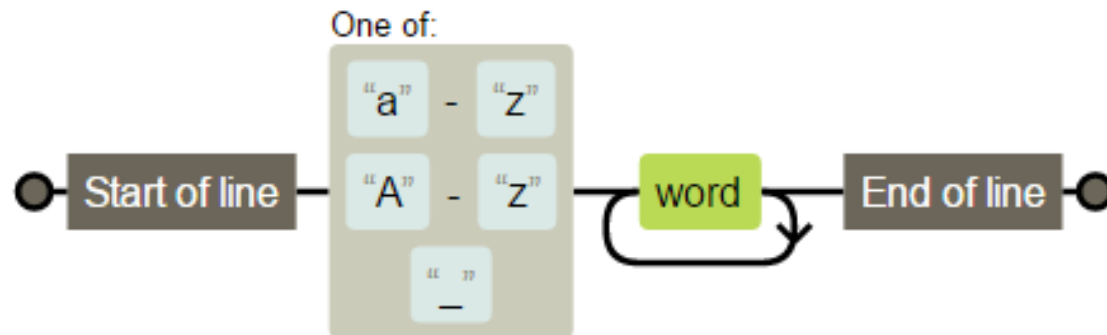 One of:
“a” - “z”
Start of line “A” - “z” word End of line
“_”